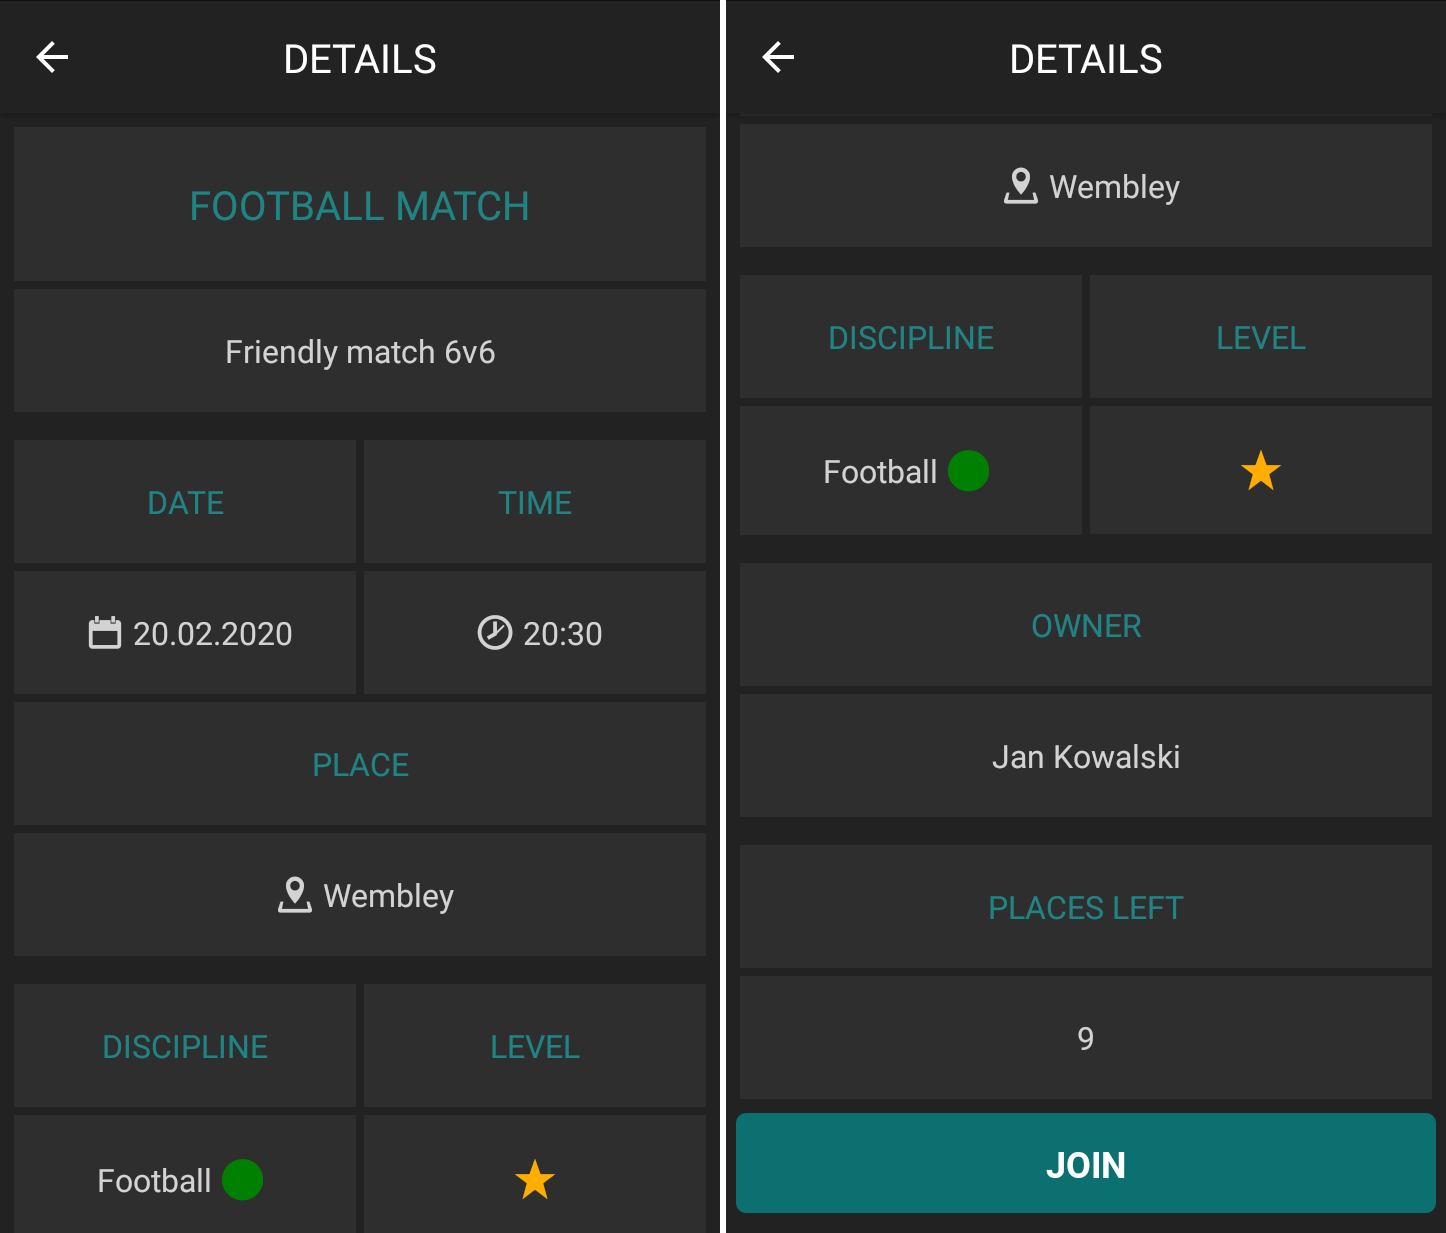 DETAILS
FOOTBALL MATCH
Friendly match 6v6
DATE
TIME
20.02.2020
20:30
PLACE
Wembley
DISCIPLINE
LEVEL
Football
DETAILS
Wembley
DISCIPLINE
LEVEL
Football
OWNER
Jan Kowalski
PLACES LEFT
9
JOIN